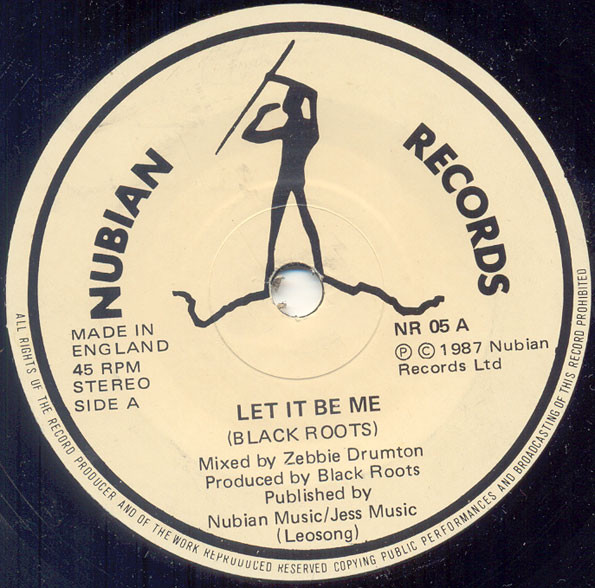 NUBIAN RECORDS
MADE IN
ENGLAND
45 RPM
STEREO
SIDE A
NR 05 A
Ⓟ © 1987 Nubian
Records Ltd
LET IT BE ME
(BLACK ROOTS)
Mixed by Zebbie Drumton
Produced by Black Roots
Published by
Nubian Music/Jess Music
(Leosong)
ALL RIGHTS OF THE RECORD PRODUCER AND OF THE WORK REPRODUUCED RESERVED COPYING PUBLIC PERFORMANCES AND BROADCASTING OF THIS RECORD PROHIBITED